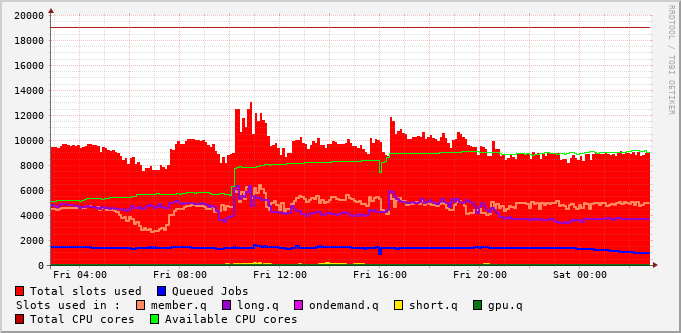 RRDTOOL / TOBI OETIKER
20000
18000
16000
14000
12000
10000
8000
6000
4000
2000
0
Fri 04:00 Fri 08:00 Fri 12:00 Fri 16:00 Fri 20:00 Sat 00:00
Total slots used Queued Jobs
Slots used in : member.q long.q ondemand.q short.q gpu.q
Total CPU cores Available CPU cores